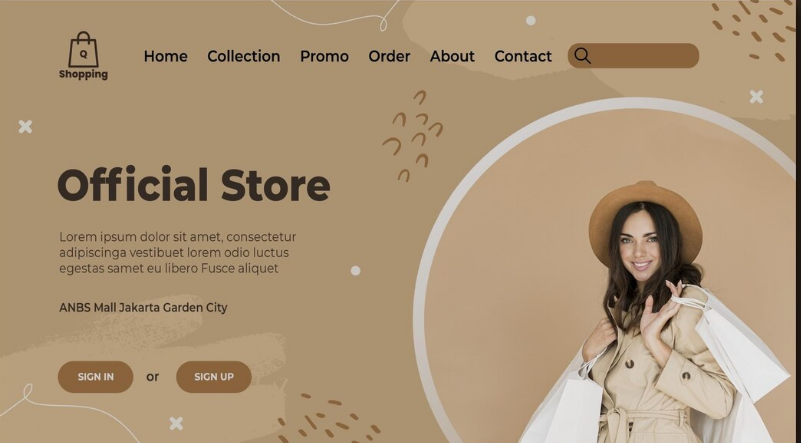 Q
Shopping
Home Collection Promo Order About Contact
Official Store
Lorem ipsum dolor sit amet, consectetur
adipiscinga vestibuet lorem odio luctus
egestas samet eu libero Fusce aliquet
ANBS Mall Jakarta Garden City
SIGN IN or SIGN UP